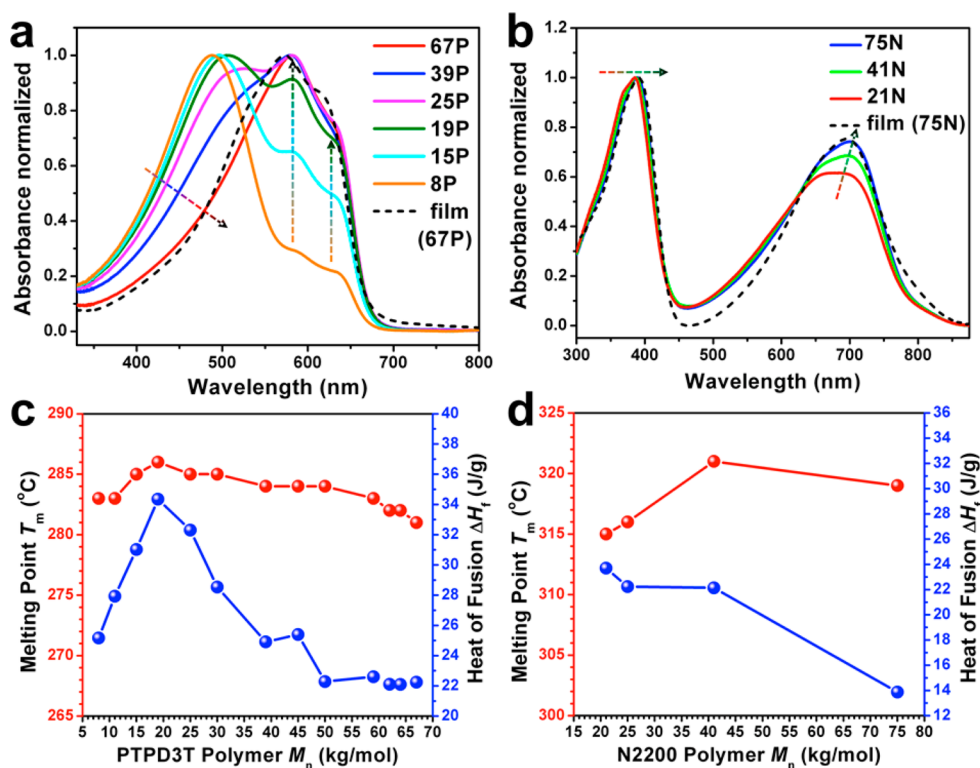 a
Absorbance normalized
1.0
0.8
0.6
0.4
0.2
0.0
67P
39P
25P
19P
15P
8P
film
(67P)
400 500 600 700 800
Wavelength (nm)
b
Absorbance normalized
1.2
1.0
0.8
0.6
0.4
0.2
0.0
75N
41N
21N
film (75N)
300 400 500 600 700 800
Wavelength (nm)
c
Melting Point Tm (°C)
290
285
280
275
270
265
40
38
36
34
32
30
28
26
24
22
20
Heat of Fusion ΔHf (J/g)
5 10 15 20 25 30 35 40 45 50 55 60 65 70
PTPD3T Polymer Mn (kg/mol)
d
Melting Point Tm (°C)
325
320
315
310
305
300
36
34
32
30
28
26
24
22
20
18
16
14
12
Heat of Fusion ΔHf (J/g)
15 20 25 30 35 40 45 50 55 60 65 70 75 80
N2200 Polymer Mn (kg/mol)